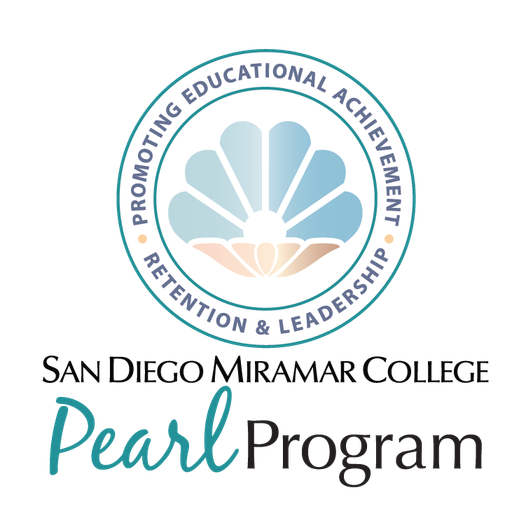 PROMOTING EDUCATIONAL ACHIEVEMENT
RETENTION & LEADERSHIP
SAN DIEGO MIRAMAR COLLEGE
Pearl Program